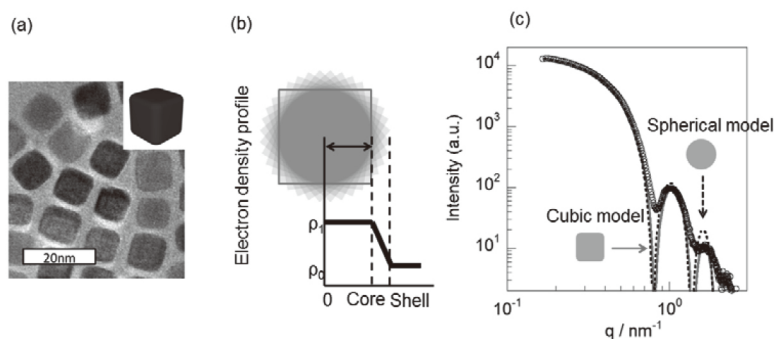 (a)
20nm
(b)
Electron density profile
ρ1
ρ0
0
Core Shell
(c)
Intensity (a.u.)
10^4
10^3
10^2
10^1
10^-1
10^0
q / nm^-1
Spherical model
Cubic model